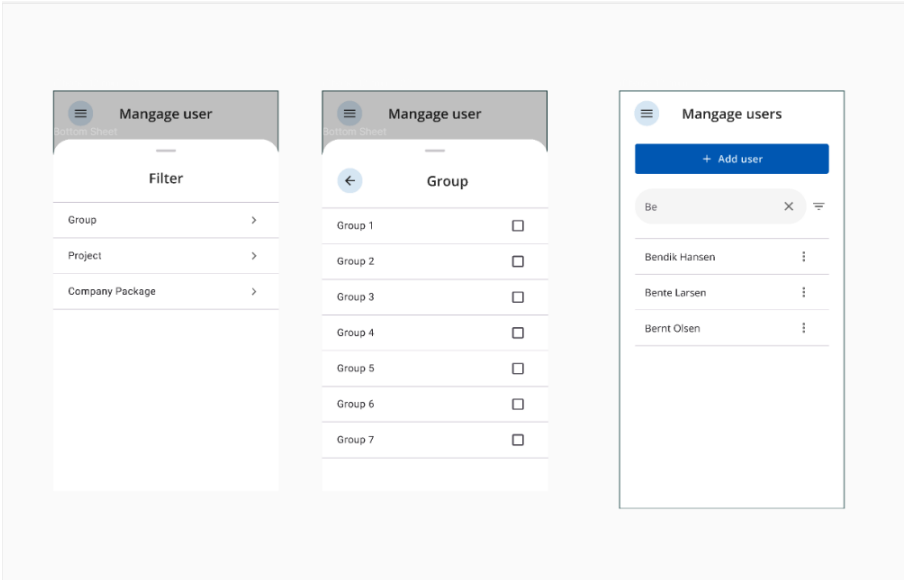 Mangage user
Bottom Sheet
Filter
Group
Project
Company Package
Mangage user
Bottom Sheet
Group
Group 1
Group 2
Group 3
Group 4
Group 5
Group 6
Group 7
Mangage users
+ Add user
Be
Bendik Hansen
Bente Larsen
Bernt Olsen